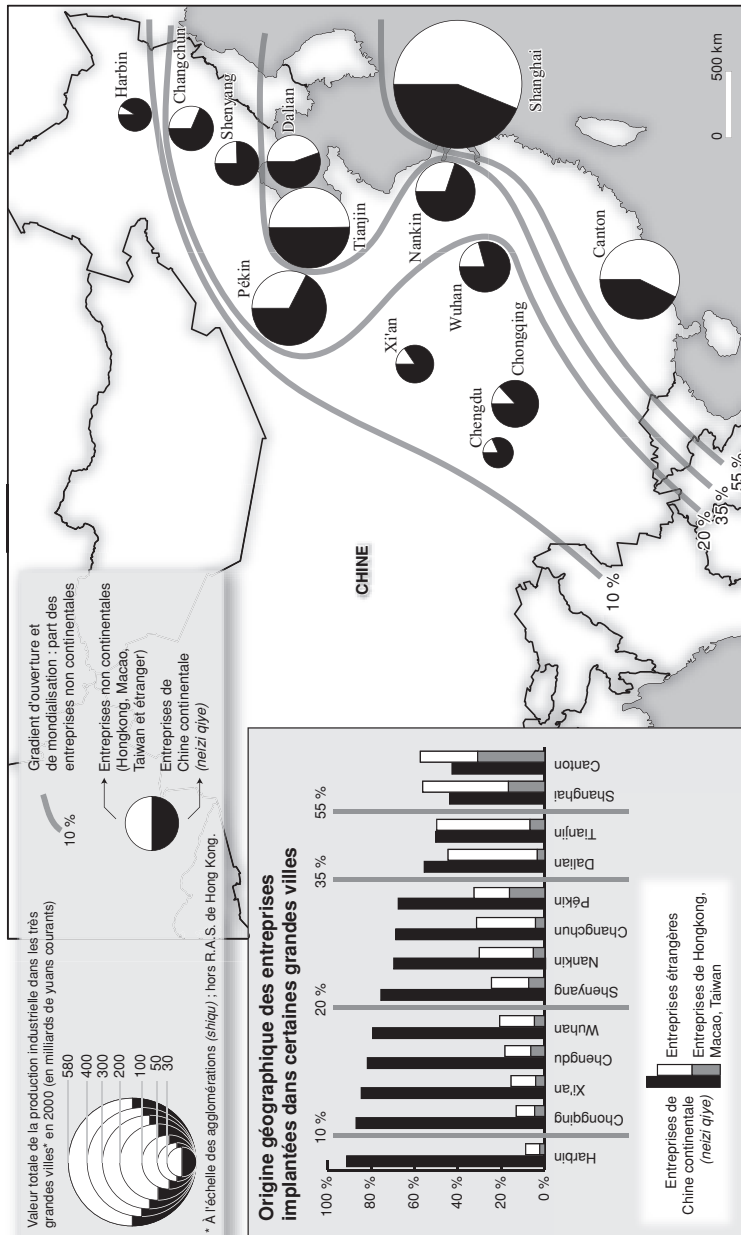 Valeur totale de la production industrielle dans les très
grandes villes* en 2000 (en milliards de yuans courants)
580
400
300
200
100
50
30
10 %
Gradient d'ouverture et
de mondialisation : part des
entreprises non continentales
Entreprises non continentales
(Hongkong, Macao,
Taiwan et étranger)
Entreprises de
Chine continentale
(neizi qiye)
* À l'échelle des agglomérations (shiqu) ; hors R.A.S. de Hong Kong.
Harbin
Changchun
Shenyang
Dalian
Pékin
Tianjin
Xi'an
Nankin
Shanghai
Wuhan
Chengdu
Chongqing
Canton
CHINE
10 %
20 %
35 %
55 %
0
500 km
Origine géographique des entreprises
implantées dans certaines grandes villes
10 %
20 %
35 %
55 %
100 %
80 %
60 %
40 %
20 %
0 %
Harbin
Chongqing
Xi'an
Chengdu
Wuhan
Shenyang
Nankin
Changchun
Pékin
Dalian
Tianjin
Shanghai
Canton
Entreprises de
Chine continentale
(neizi qiye)
Entreprises étrangères
Entreprises de Hongkong,
Macao, Taiwan